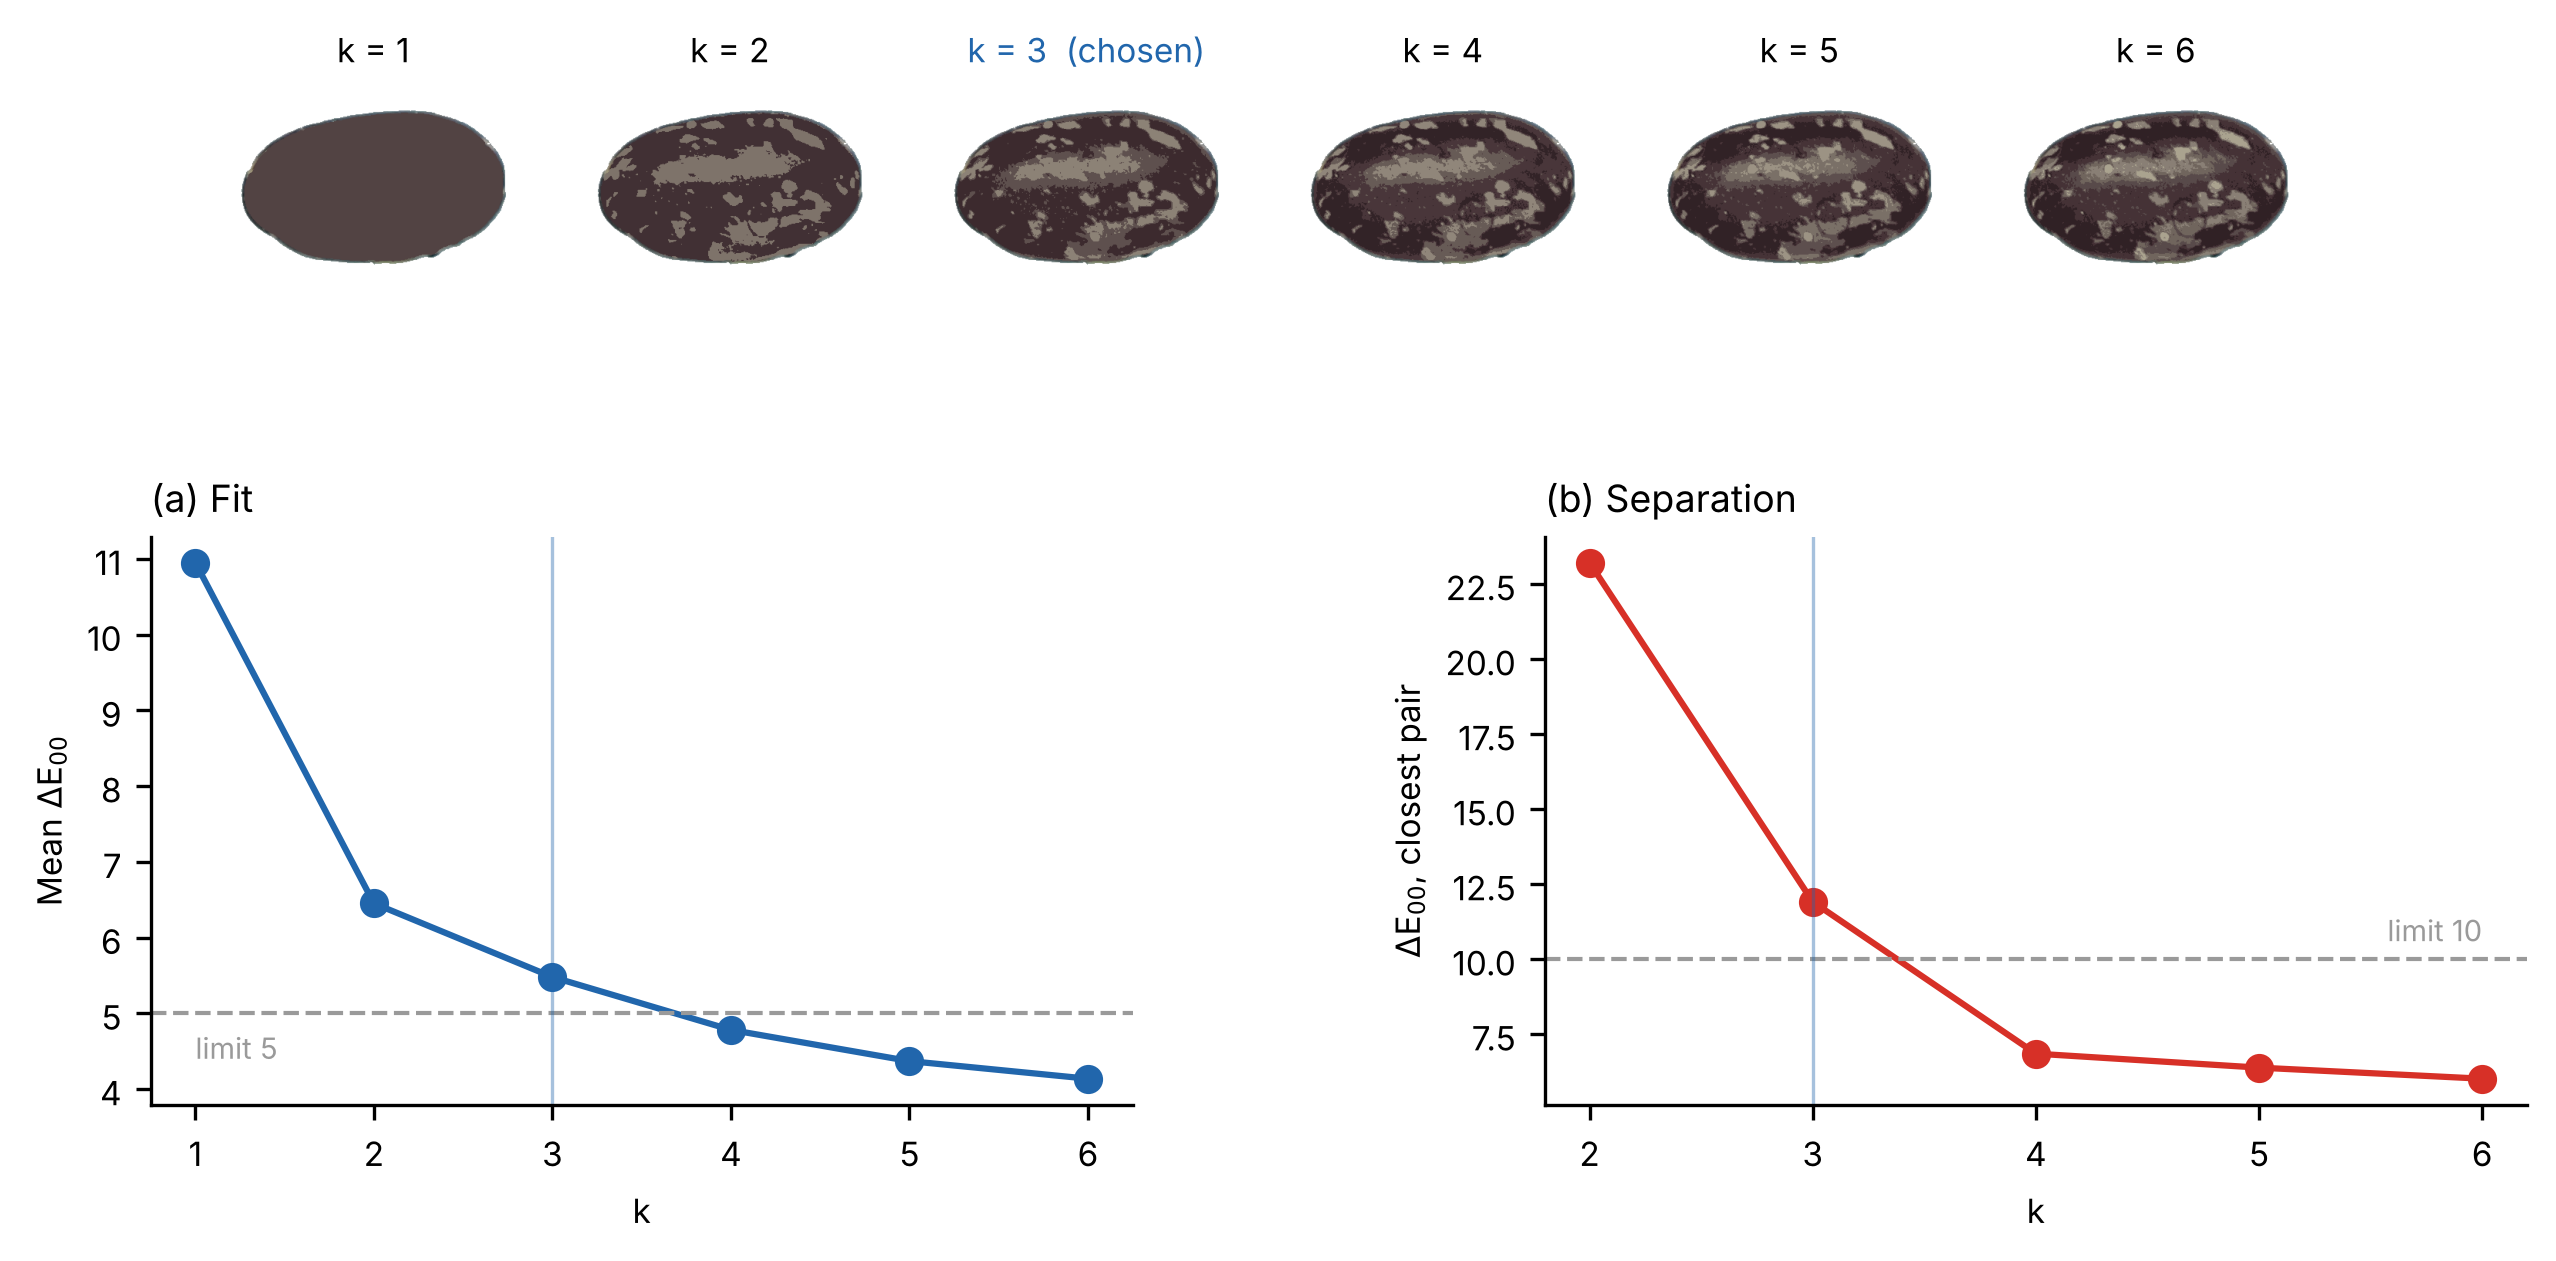 k = 1
k = 2
k = 3 (chosen)
k = 4
k = 5
k = 6
(a) Fit
11
10
9
8
7
6
5
4
Mean ΔE₀₀
limit 5
1
2
3
4
5
6
k
(b) Separation
22.5
20.0
17.5
15.0
12.5
10.0
7.5
ΔE₀₀, closest pair
limit 10
2
3
4
5
6
k